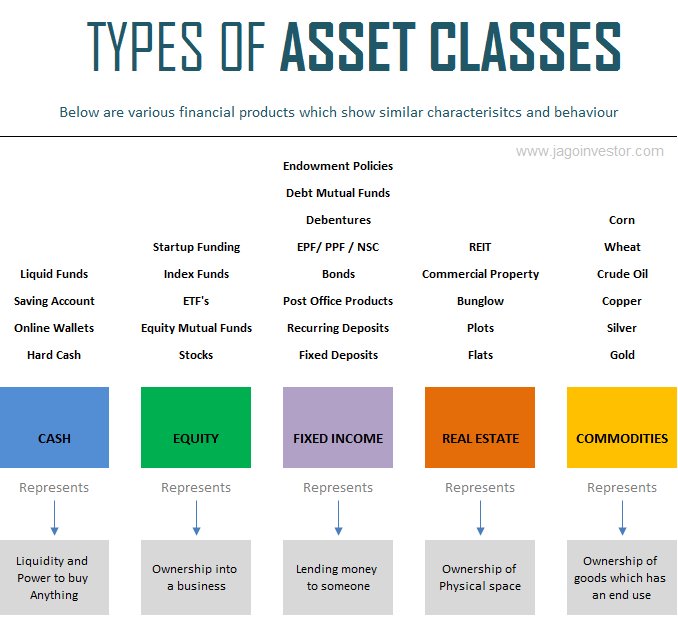 TYPES OF ASSET CLASSES
Below are various financial products which show similar characterisitcs and behaviour
www.jagoinvestor.com
Liquid Funds
Saving Account
Online Wallets
Hard Cash
CASH
Represents
Liquidity and
Power to buy
Anything
Startup Funding
Index Funds
ETF's
Equity Mutual Funds
Stocks
EQUITY
Represents
Ownership into
a business
Endowment Policies
Debt Mutual Funds
Debentures
EPF/ PPF / NSC
Bonds
Post Office Products
Recurring Deposits
Fixed Deposits
FIXED INCOME
Represents
Lending money
to someone
REIT
Commercial Property
Bunglow
Plots
Flats
REAL ESTATE
Represents
Ownership of
Physical space
Corn
Wheat
Crude Oil
Copper
Silver
Gold
COMMODITIES
Represents
Ownership of
goods which has
an end use